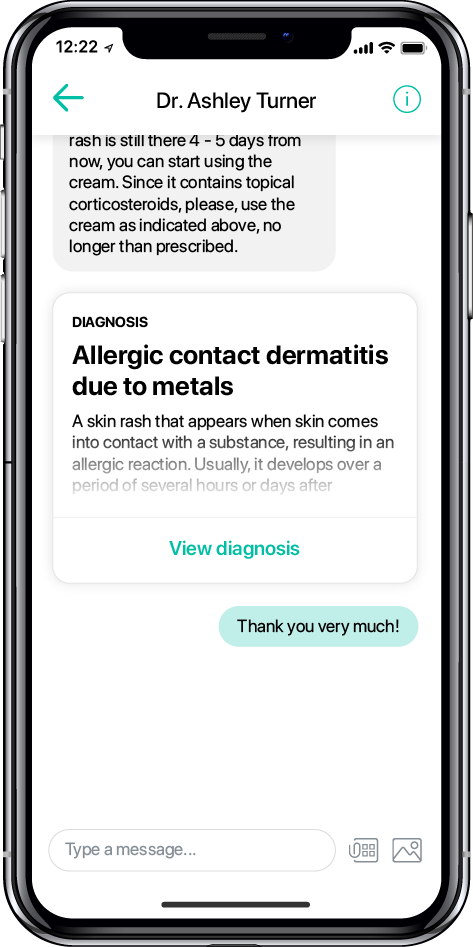 12:22
Dr. Ashley Turner
rash is still there 4 - 5 days from
now, you can start using the
cream. Since it contains topical
corticosteroids, please, use the
cream as indicated above, no
longer than prescribed.
DIAGNOSIS
Allergic contact dermatitis
due to metals
A skin rash that appears when skin comes
into contact with a substance, resulting in an
allergic reaction. Usually, it develops over a
period of several hours or days after
View diagnosis
Thank you very much!
Type a message...